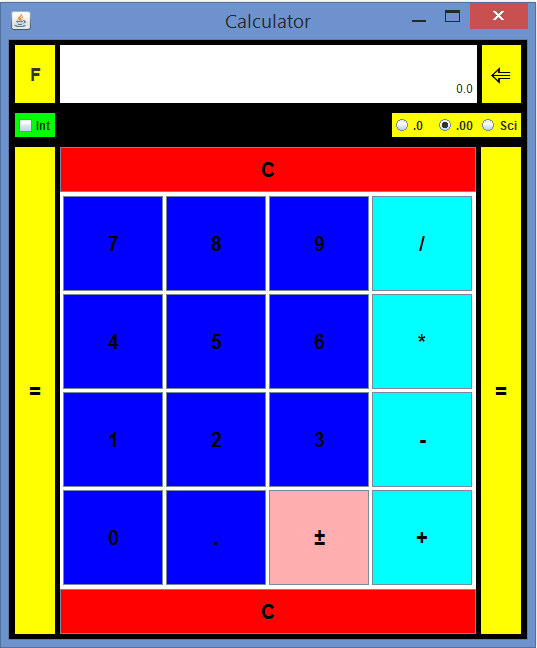 Calculator
F
0.0
⇐
Int
.0 .00 Sci
C
7 8 9 /
4 5 6 *
= =
1 2 3 -
0 . ± +
C